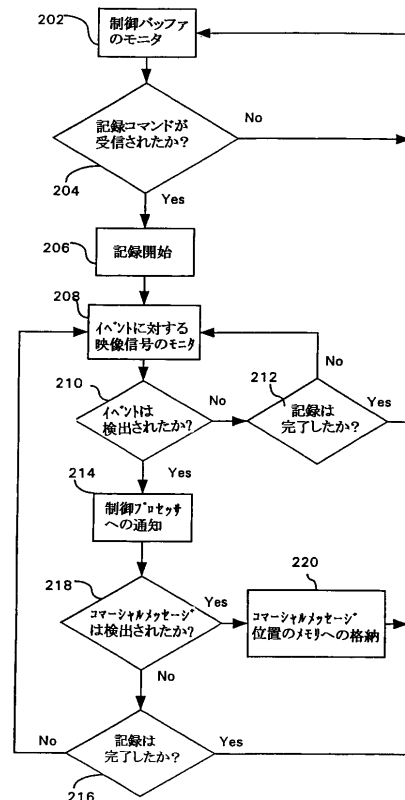 202
制御バッファ
のモニタ
記録コマンドが
受信されたか?
No
204
Yes
206
記録開始
208
イベントに対する
映像信号のモニタ
No
210
212
イベントは
検出されたか?
No
記録は
完了したか?
Yes
Yes
214
制御プロセッサ
への通知
218
220
コマーシャルメッセージ
は検出されたか?
Yes
コマーシャルメッセージ
位置のメモリへの格納
No
No
記録は
完了したか?
Yes
216